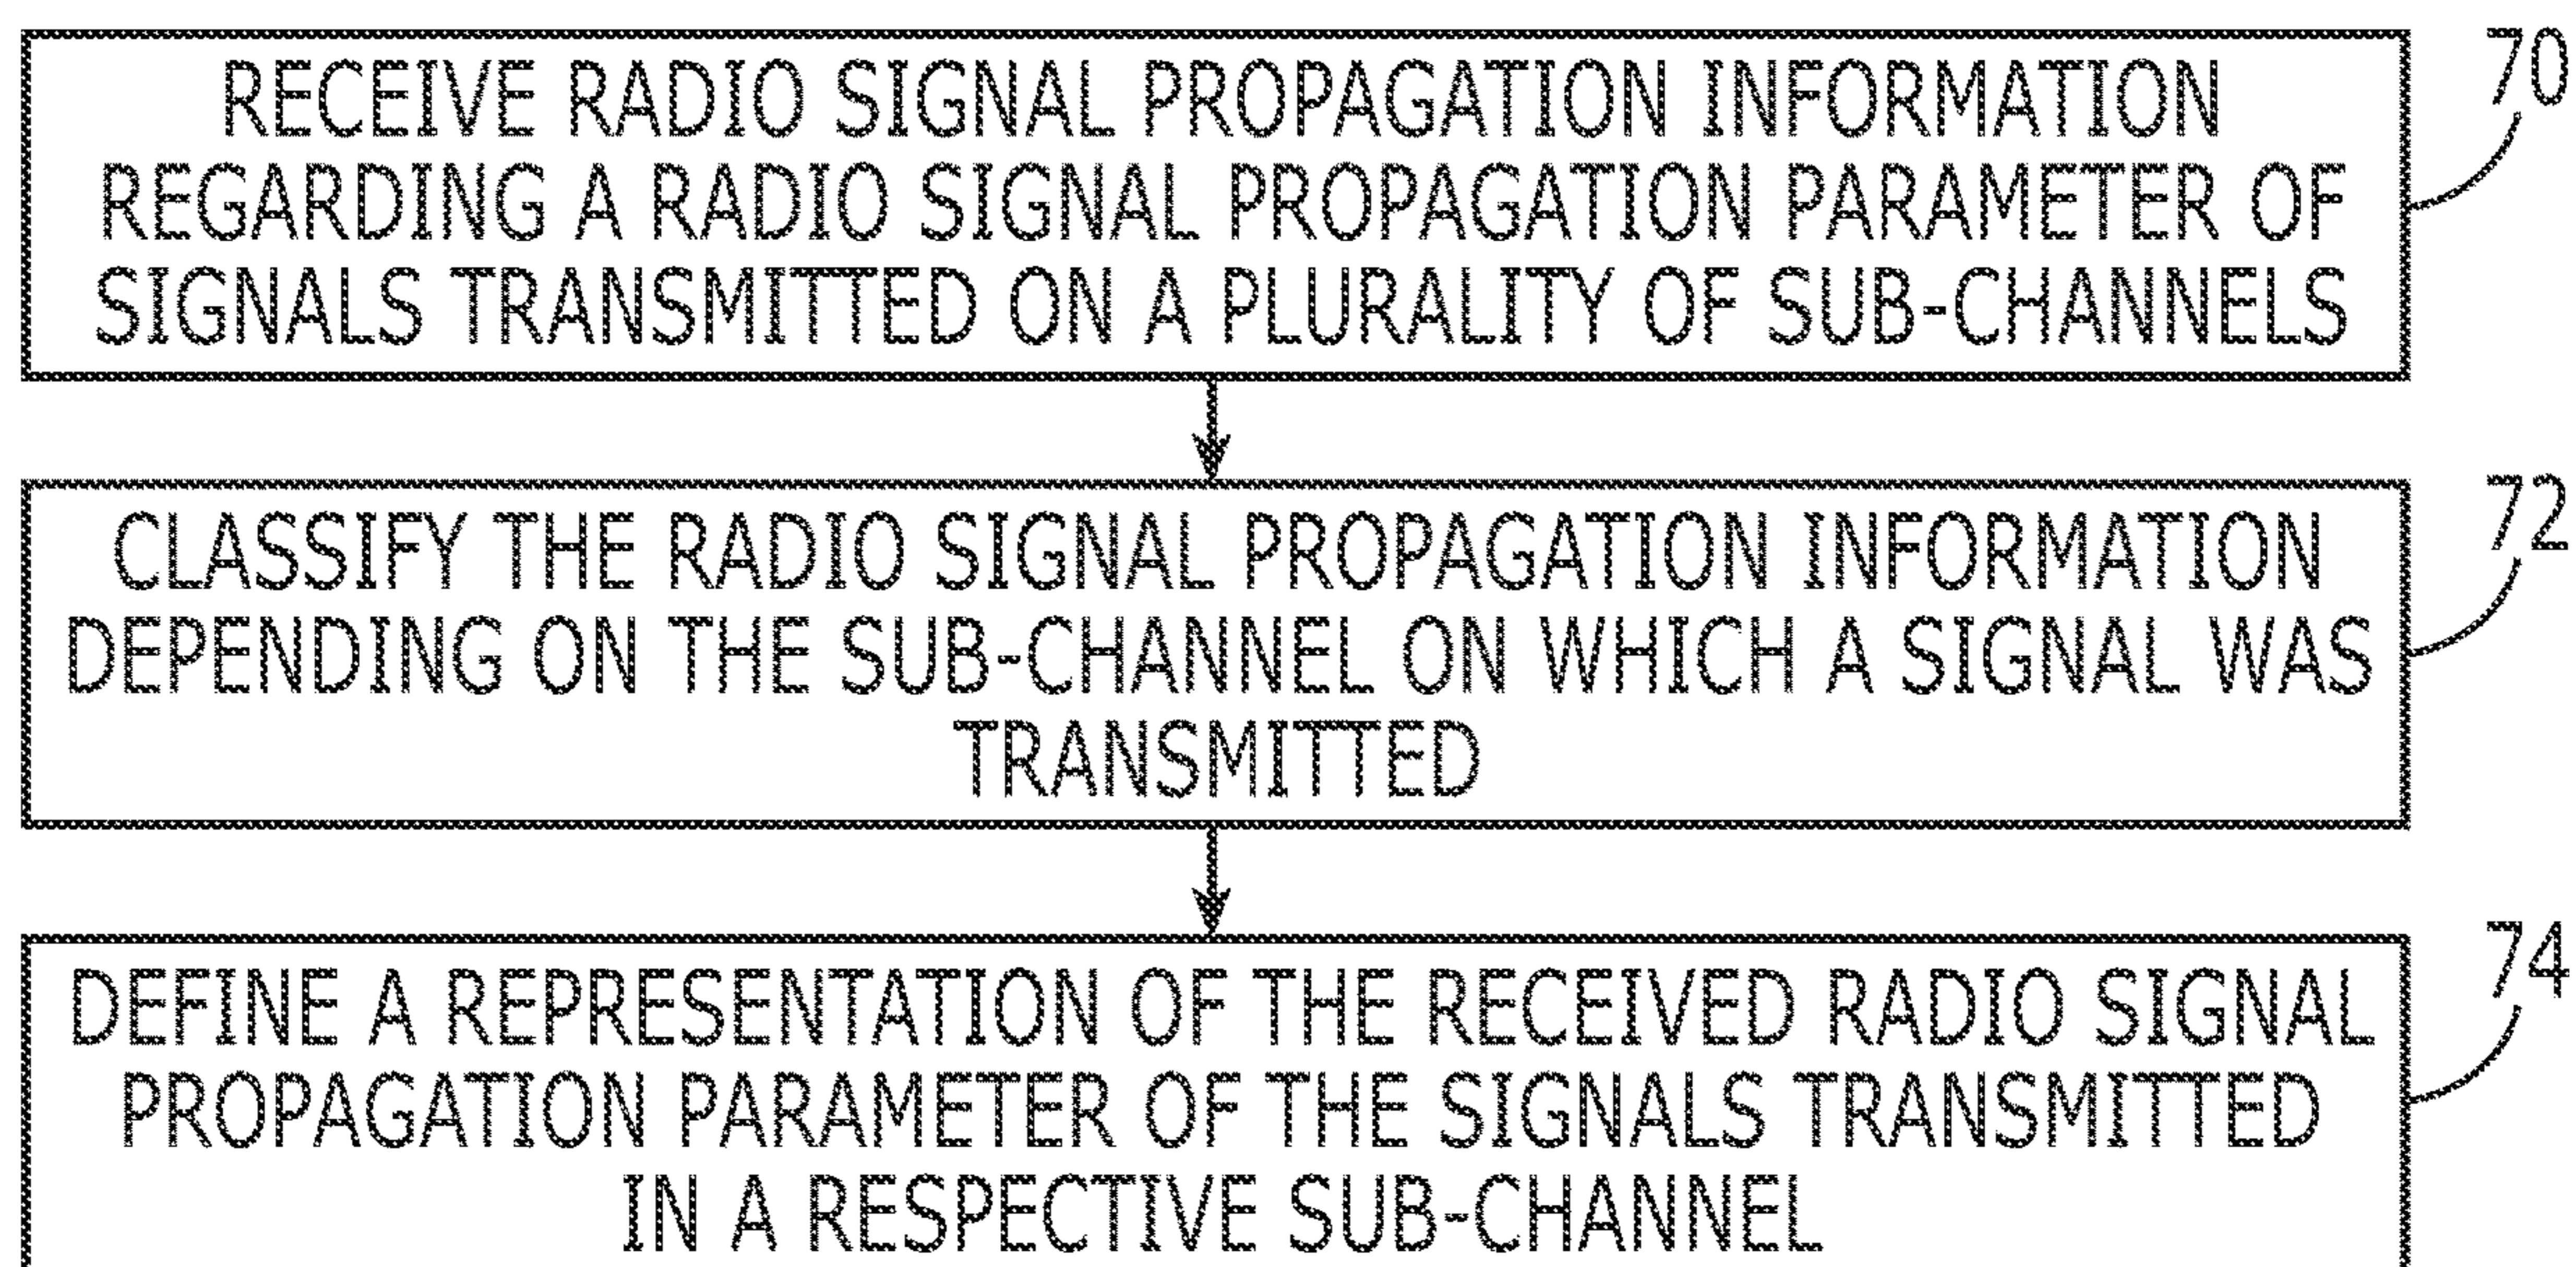 RECEIVE RADIO SIGNAL PROPAGATION INFORMATION
REGARDING A RADIO SIGNAL PROPAGATION PARAMETER OF
SIGNALS TRANSMITTED ON A PLURALITY OF SUB-CHANNELS
70
CLASSIFY THE RADIO SIGNAL PROPAGATION INFORMATION
DEPENDING ON THE SUB-CHANNEL ON WHICH A SIGNAL WAS
TRANSMITTED
72
DEFINE A REPRESENTATION OF THE RECEIVED RADIO SIGNAL
PROPAGATION PARAMETER OF THE SIGNALS TRANSMITTED
IN A RESPECTIVE SUB-CHANNEL
74